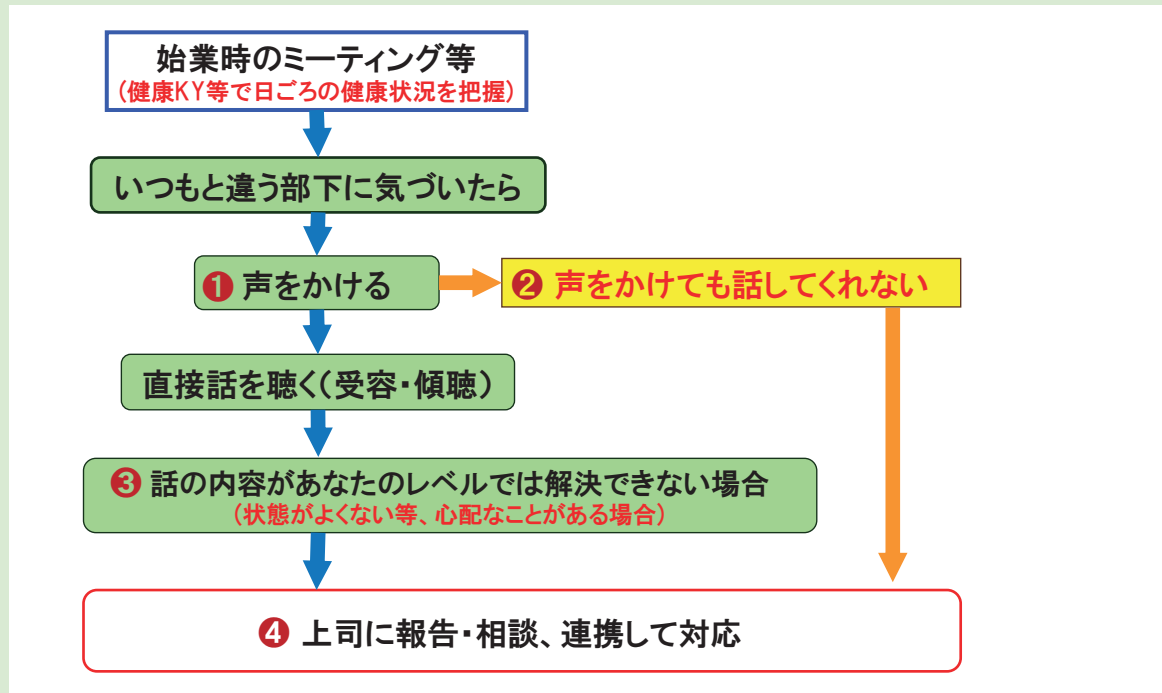 始業時のミーティング等
(健康KY等で日ごろの健康状況を把握)
いつもと違う部下に気づいたら
❶ 声をかける
❷ 声をかけても話してくれない
直接話を聴く(受容・傾聴)
❸ 話の内容があなたのレベルでは解決できない場合
(状態がよくない等、心配なことがある場合)
❹ 上司に報告・相談、連携して対応